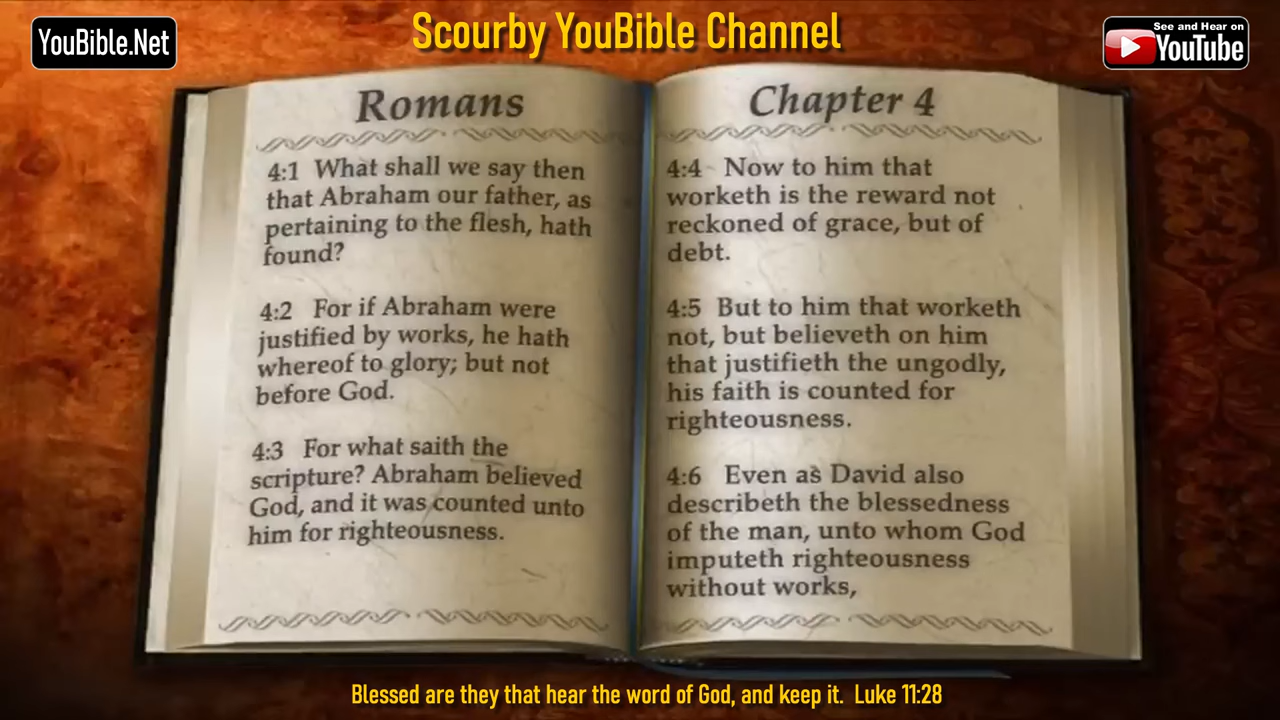 YouBible.Net
Scourby YouBible Channel
See and Hear on
YouTube
Romans
4:1 What shall we say then
that Abraham our father, as
pertaining to the flesh, hath
found?
4:2 For if Abraham were
justified by works, he hath
whereof to glory; but not
before God.
4:3 For what saith the
scripture? Abraham believed
God, and it was counted unto
him for righteousness.
Chapter 4
4:4 Now to him that
worketh is the reward not
reckoned of grace, but of
debt.
4:5 But to him that worketh
not, but believeth on him
that justifieth the ungodly,
his faith is counted for
righteousness.
4:6 Even as David also
describeth the blessedness
of the man, unto whom God
imputeth righteousness
without works,
Blessed are they that hear the word of God, and keep it. Luke 11:28